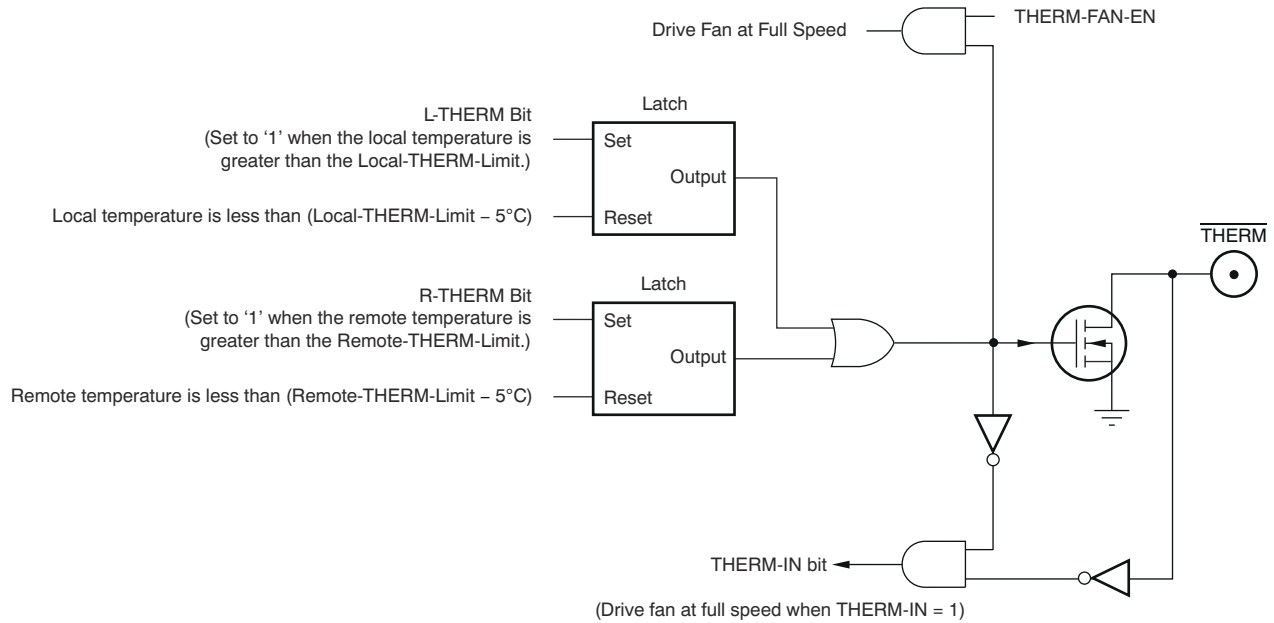 THERM-FAN-EN
Drive Fan at Full Speed
Latch
L-THERM Bit
(Set to ‘1’ when the local temperature is
greater than the Local-THERM-Limit.)
Set
Output
Local temperature is less than (Local-THERM-Limit – 5°C)
Reset
THERM
Latch
R-THERM Bit
(Set to ‘1’ when the remote temperature is
greater than the Remote-THERM-Limit.)
Set
Output
Remote temperature is less than (Remote-THERM-Limit – 5°C)
Reset
THERM-IN bit
(Drive fan at full speed when THERM-IN = 1)